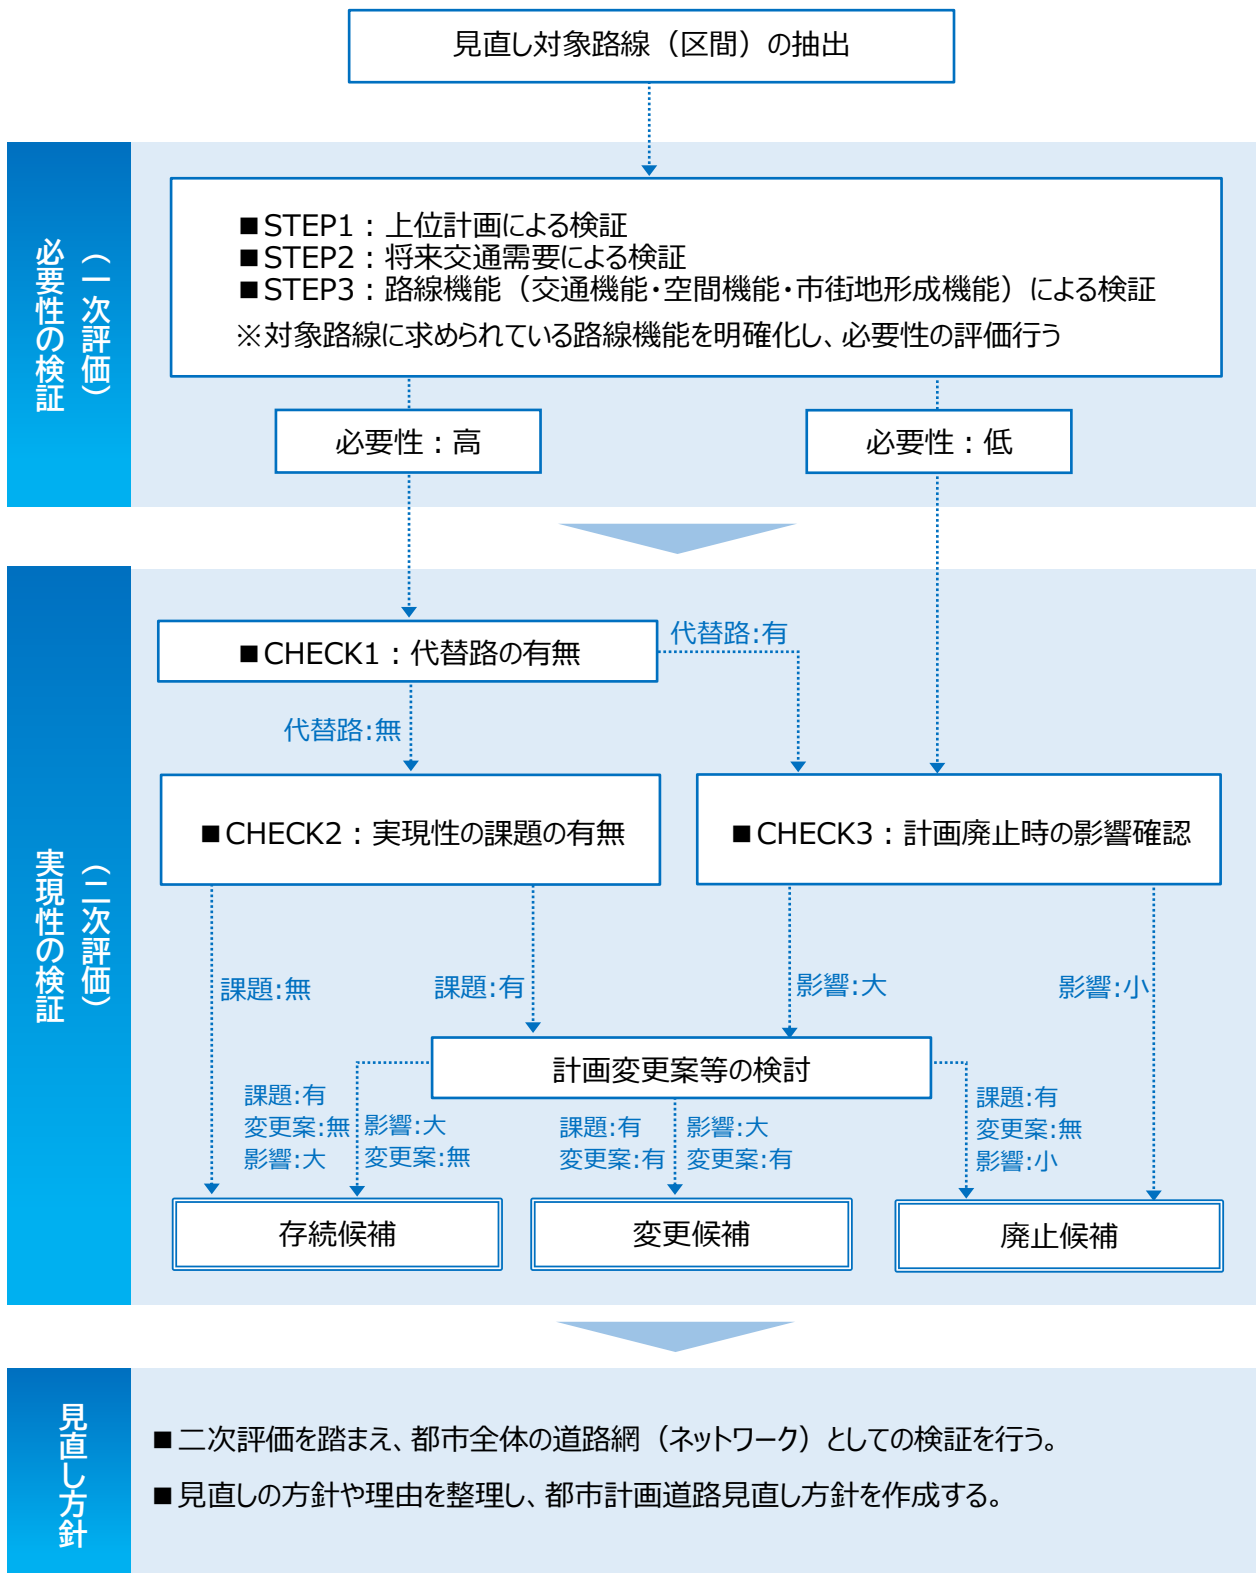 見直し対象路線（区間）の抽出
必要性の検証
（一次評価）
■STEP1：上位計画による検証
■STEP2：将来交通需要による検証
■STEP3：路線機能（交通機能・空間機能・市街地形成機能）による検証
※対象路線に求められている路線機能を明確化し、必要性の評価行う
必要性：高
必要性：低
実現性の検証
（二次評価）
■CHECK1：代替路の有無
代替路:有
代替路:無
■CHECK2：実現性の課題の有無
■CHECK3：計画廃止時の影響確認
課題:無
課題:有
影響:大
影響:小
計画変更案等の検討
課題:有
変更案:無
影響:大
影響:大
変更案:無
課題:有
変更案:有
影響:大
変更案:有
課題:有
変更案:無
影響:小
存続候補
変更候補
廃止候補
見直し方針
■二次評価を踏まえ、都市全体の道路網（ネットワーク）としての検証を行う。
■見直しの方針や理由を整理し、都市計画道路見直し方針を作成する。